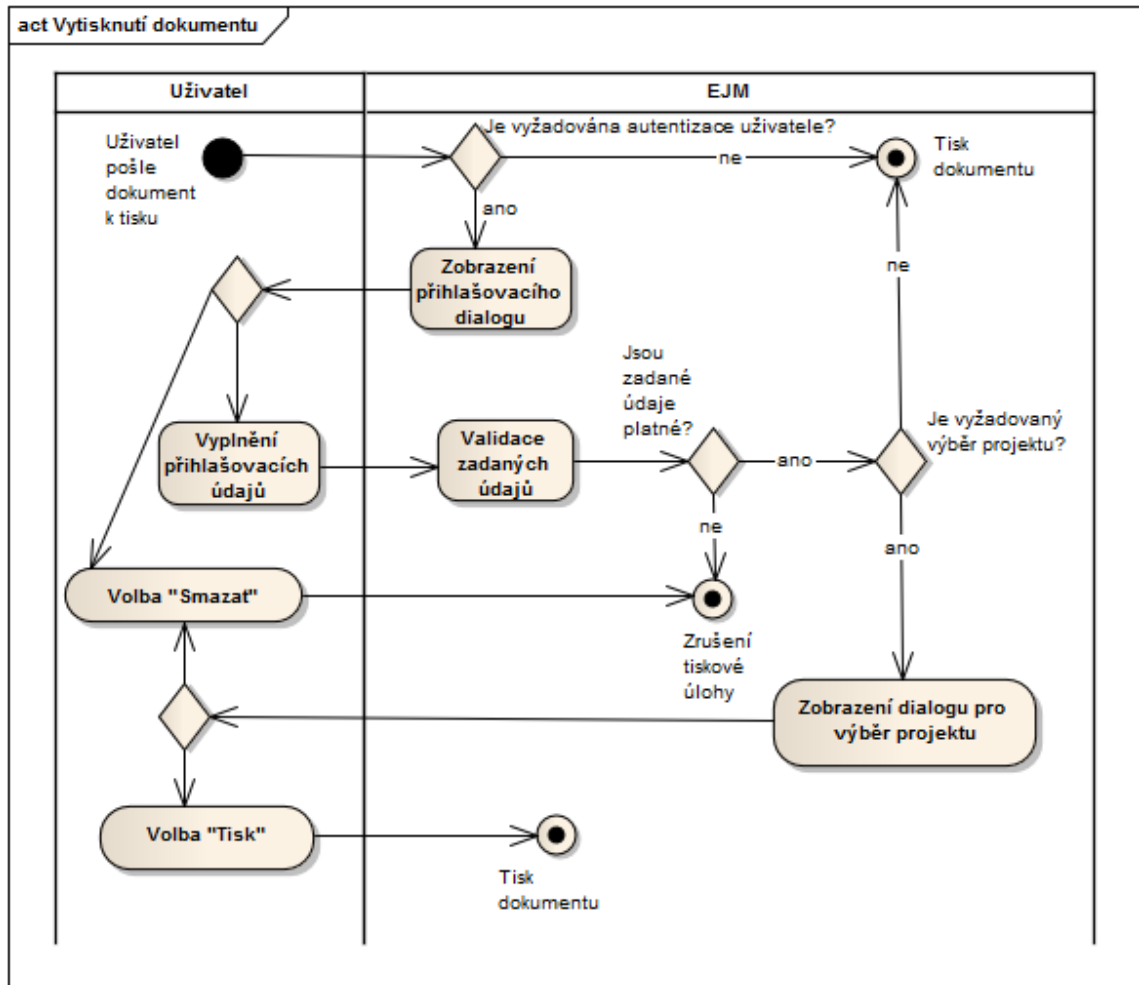 act Vytisknutí dokumentu
Uživatel
EJM
Je vyžadována autentizace uživatele?
Uživatel
pošle
dokument
k tisku
ne
Tisk
dokumentu
ano
Zobrazení
přihlašovacího
dialogu
ne
Jsou
zadané
údaje
platné?
Je vyžadovaný
výběr projektu?
Vyplnění
přihlašovacích
údajů
Validace
zadaných
údajů
ano
ne
ano
Volba "Smazat"
Zrušení
tiskové
úlohy
Zobrazení dialogu pro
výběr projektu
Volba "Tisk"
Tisk
dokumentu